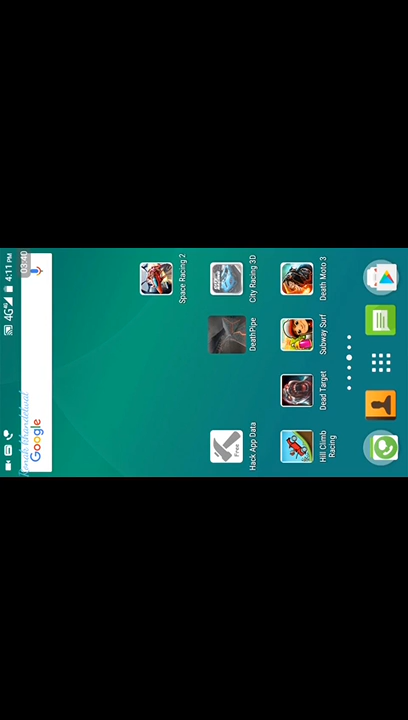 4G 4:11 PM
03:40
Google
Hill Climb
Racing
Dead Target
Subway Surf
Death Moto 3
Hack App Data
Free
DeathPipe
City Racing 3D
Space Racing 2